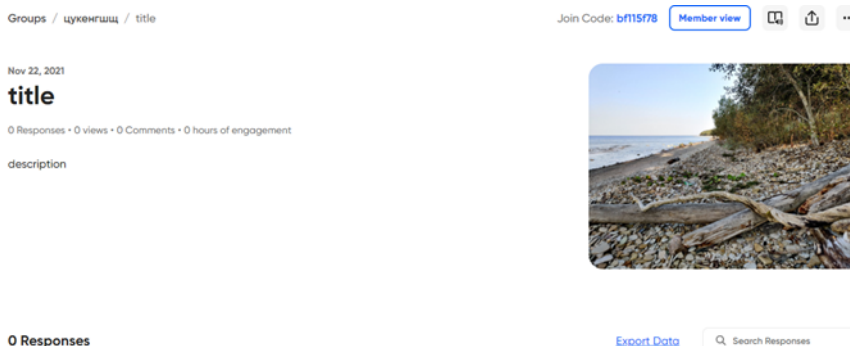 Groups / цукенгшщ / title
Join Code: bf115f78 Member view
Nov 22, 2021
title
0 Responses • 0 views • 0 Comments • 0 hours of engagement
description
0 Responses
Export Data
Search Responses